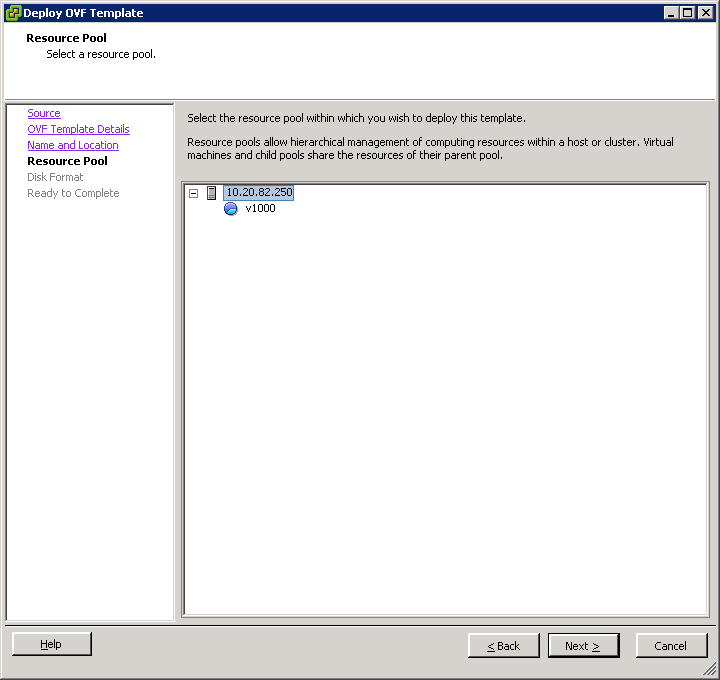 Deploy OVF Template
Resource Pool
Select a resource pool.
Source
OVF Template Details
Name and Location
Resource Pool
Disk Format
Ready to Complete
Select the resource pool within which you wish to deploy this template.
Resource pools allow hierarchical management of computing resources within a host or cluster. Virtual
machines and child pools share the resources of their parent pool.
10.20.82.250
v1000
Help
< Back
Next >
Cancel